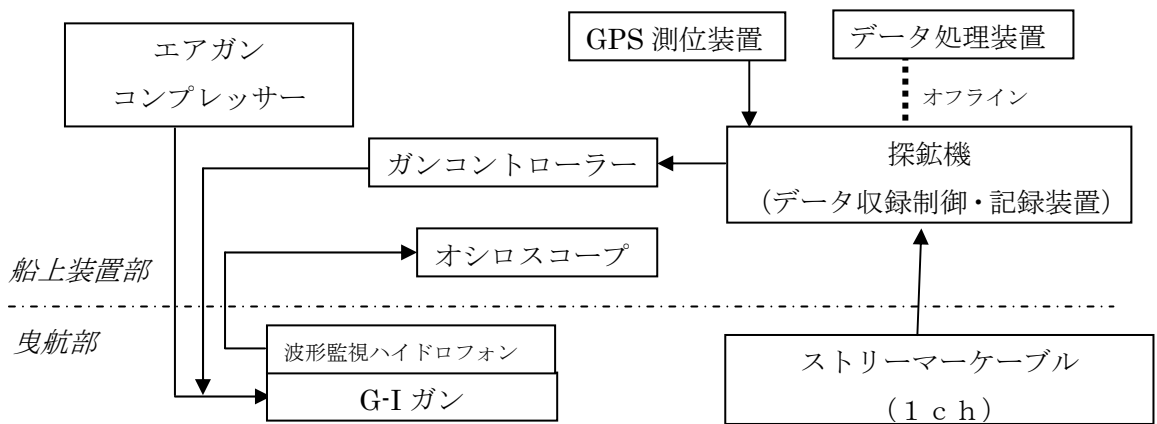 エアガン
コンプレッサー
GPS 測位装置
データ処理装置
オフライン
ガンコントローラー
探鉱機
（データ収録制御・記録装置）
オシロスコープ
船上装置部
曳航部
波形監視ハイドロフォン
G-I ガン
ストリーマーケーブル
（１ｃｈ）